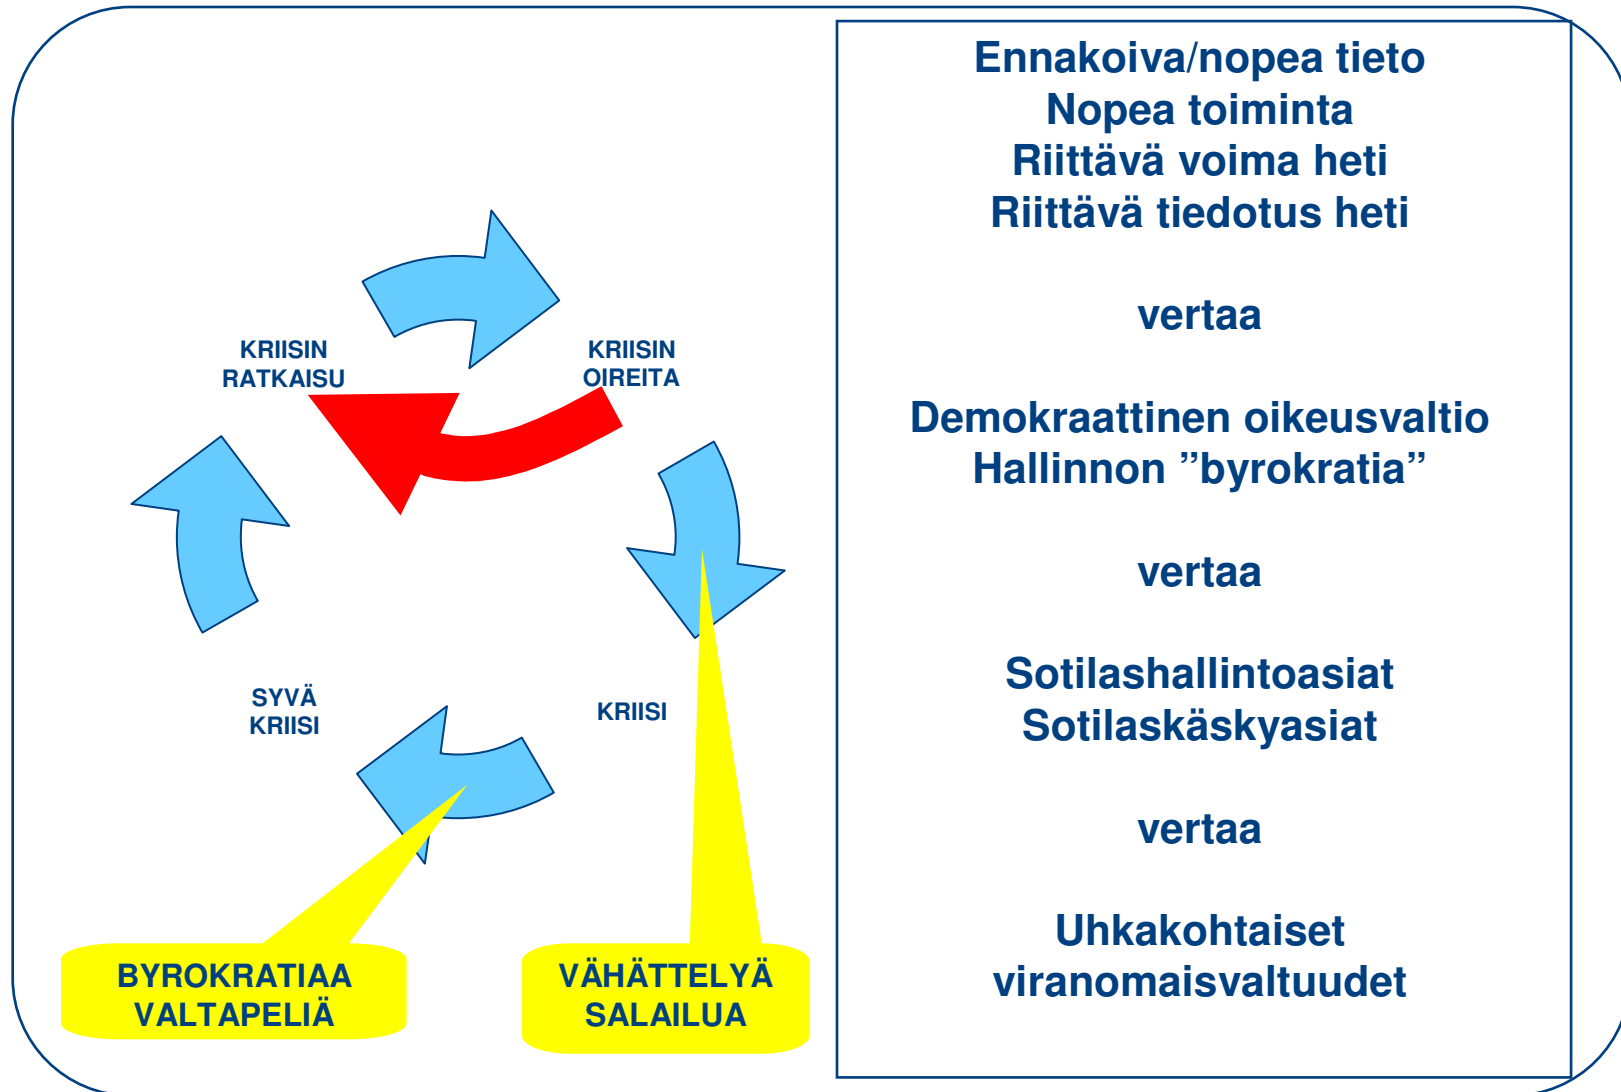 KRIISIN
RATKAISU
KRIISIN
OIREITA
SYVÄ
KRIISI
KRIISI
BYROKRATIAA
VALTAPELIÄ
VÄHÄTTELYÄ
SALAILUA
Ennakoiva/nopea tieto
Nopea toiminta
Riittävä voima heti
Riittävä tiedotus heti
vertaa
Demokraattinen oikeusvaltio
Hallinnon ”byrokratia”
vertaa
Sotilashallintoasiat
Sotilaskäskyasiat
vertaa
Uhkakohtaiset
viranomaisvaltuudet